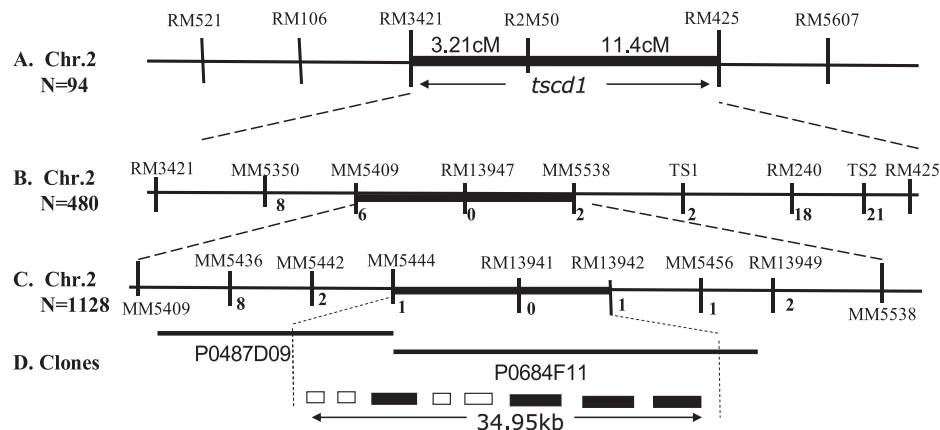 RM521 RM106 RM3421 R2M50 RM425 RM5607
3.21cM 11.4cM
A. Chr.2
N=94
tscd1
RM3421 MM5350 MM5409 RM13947 MM5538 TS1 RM240 TS2 RM425
B. Chr.2
N=480
8 6 0 2 2 18 21
MM5436 MM5442 MM5444 RM13941 RM13942 MM5456 RM13949
C. Chr.2
N=1128
MM5409 8 2 1 0 1 1 2 MM5538
P0487D09
D. Clones
P0684F11
34.95kb